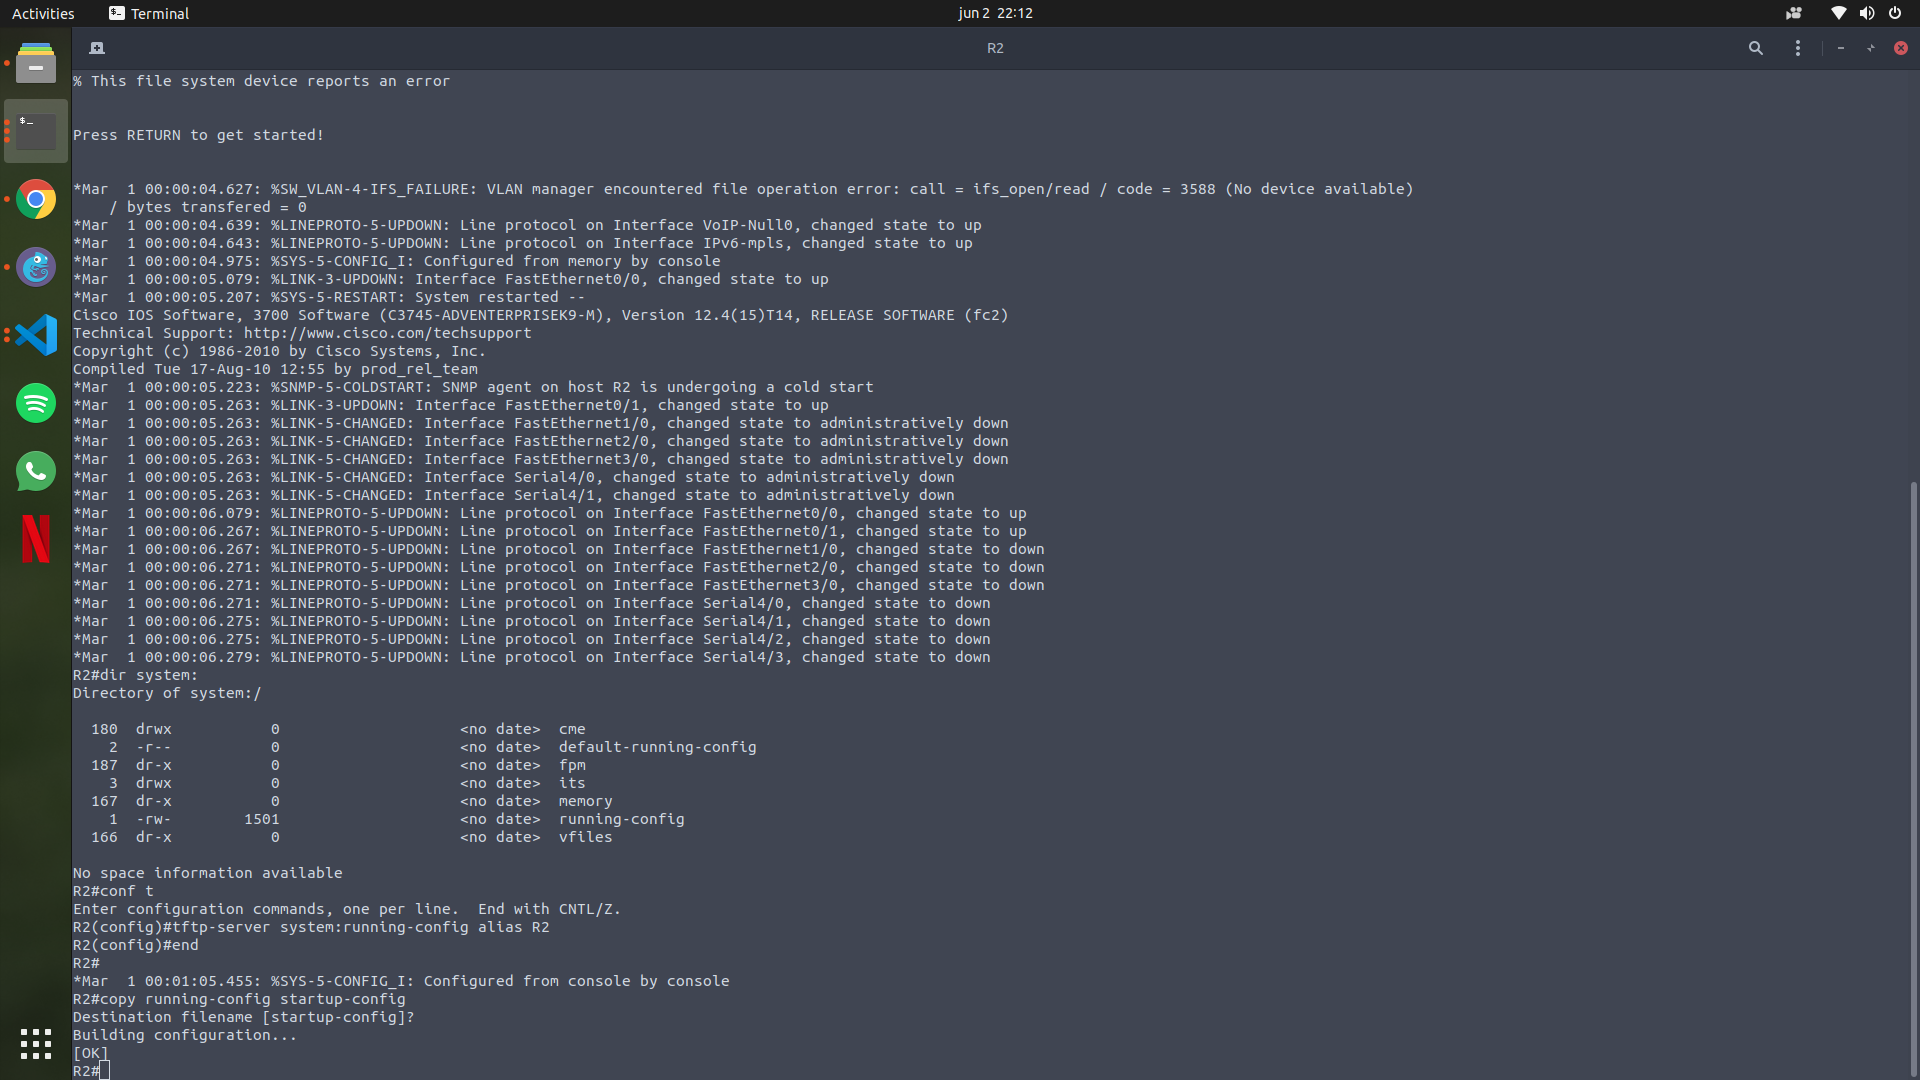 Activities
Terminal
jun 2 22:12
R2
% This file system device reports an error
Press RETURN to get started!
*Mar  1 00:00:04.627: %SW_VLAN-4-IFS_FAILURE: VLAN manager encountered file operation error: call = ifs_open/read / code = 3588 (No device available)
    / bytes transfered = 0
*Mar  1 00:00:04.639: %LINEPROTO-5-UPDOWN: Line protocol on Interface VoIP-Null0, changed state to up
*Mar  1 00:00:04.643: %LINEPROTO-5-UPDOWN: Line protocol on Interface IPv6-mpls, changed state to up
*Mar  1 00:00:04.975: %SYS-5-CONFIG_I: Configured from memory by console
*Mar  1 00:00:05.079: %LINK-3-UPDOWN: Interface FastEthernet0/0, changed state to up
*Mar  1 00:00:05.207: %SYS-5-RESTART: System restarted --
Cisco IOS Software, 3700 Software (C3745-ADVENTERPRISEK9-M), Version 12.4(15)T14, RELEASE SOFTWARE (fc2)
Technical Support: http://www.cisco.com/techsupport
Copyright (c) 1986-2010 by Cisco Systems, Inc.
Compiled Tue 17-Aug-10 12:55 by prod_rel_team
*Mar  1 00:00:05.223: %SNMP-5-COLDSTART: SNMP agent on host R2 is undergoing a cold start
*Mar  1 00:00:05.263: %LINK-3-UPDOWN: Interface FastEthernet0/1, changed state to up
*Mar  1 00:00:05.263: %LINK-5-CHANGED: Interface FastEthernet1/0, changed state to administratively down
*Mar  1 00:00:05.263: %LINK-5-CHANGED: Interface FastEthernet2/0, changed state to administratively down
*Mar  1 00:00:05.263: %LINK-5-CHANGED: Interface FastEthernet3/0, changed state to administratively down
*Mar  1 00:00:05.263: %LINK-5-CHANGED: Interface Serial4/0, changed state to administratively down
*Mar  1 00:00:05.263: %LINK-5-CHANGED: Interface Serial4/1, changed state to administratively down
*Mar  1 00:00:06.079: %LINEPROTO-5-UPDOWN: Line protocol on Interface FastEthernet0/0, changed state to up
*Mar  1 00:00:06.267: %LINEPROTO-5-UPDOWN: Line protocol on Interface FastEthernet0/1, changed state to up
*Mar  1 00:00:06.267: %LINEPROTO-5-UPDOWN: Line protocol on Interface FastEthernet1/0, changed state to down
*Mar  1 00:00:06.271: %LINEPROTO-5-UPDOWN: Line protocol on Interface FastEthernet2/0, changed state to down
*Mar  1 00:00:06.271: %LINEPROTO-5-UPDOWN: Line protocol on Interface FastEthernet3/0, changed state to down
*Mar  1 00:00:06.271: %LINEPROTO-5-UPDOWN: Line protocol on Interface Serial4/0, changed state to down
*Mar  1 00:00:06.275: %LINEPROTO-5-UPDOWN: Line protocol on Interface Serial4/1, changed state to down
*Mar  1 00:00:06.275: %LINEPROTO-5-UPDOWN: Line protocol on Interface Serial4/2, changed state to down
*Mar  1 00:00:06.279: %LINEPROTO-5-UPDOWN: Line protocol on Interface Serial4/3, changed state to down
R2#dir system:
Directory of system:/
  180  drwx           0                    <no date>  cme
    2  -r--           0                    <no date>  default-running-config
  187  dr-x           0                    <no date>  fpm
    3  drwx           0                    <no date>  its
  167  dr-x           0                    <no date>  memory
    1  -rw-        1501                    <no date>  running-config
  166  dr-x           0                    <no date>  vfiles
No space information available
R2#conf t
Enter configuration commands, one per line.  End with CNTL/Z.
R2(config)#tftp-server system:running-config alias R2
R2(config)#end
R2#
*Mar  1 00:01:05.455: %SYS-5-CONFIG_I: Configured from console by console
R2#copy running-config startup-config
Destination filename [startup-config]?
Building configuration...
[OK]
R2#